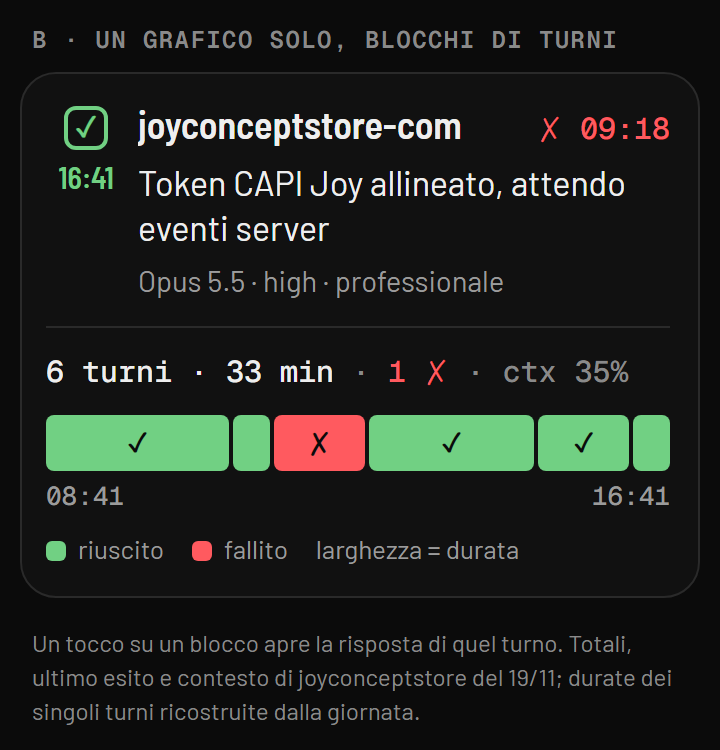 B · UN GRAFICO SOLO, BLOCCHI DI TURNI
✓ joyconceptstore-com ✗ 09:18
16:41 Token CAPI Joy allineato, attendo
eventi server
Opus 5.5 · high · professionale
6 turni · 33 min · 1 ✗ · ctx 35%
✓ ✗ ✓ ✓
08:41 16:41
riuscito fallito larghezza = durata
Un tocco su un blocco apre la risposta di quel turno. Totali,
ultimo esito e contesto di joyconceptstore del 19/11; durate dei
singoli turni ricostruite dalla giornata.